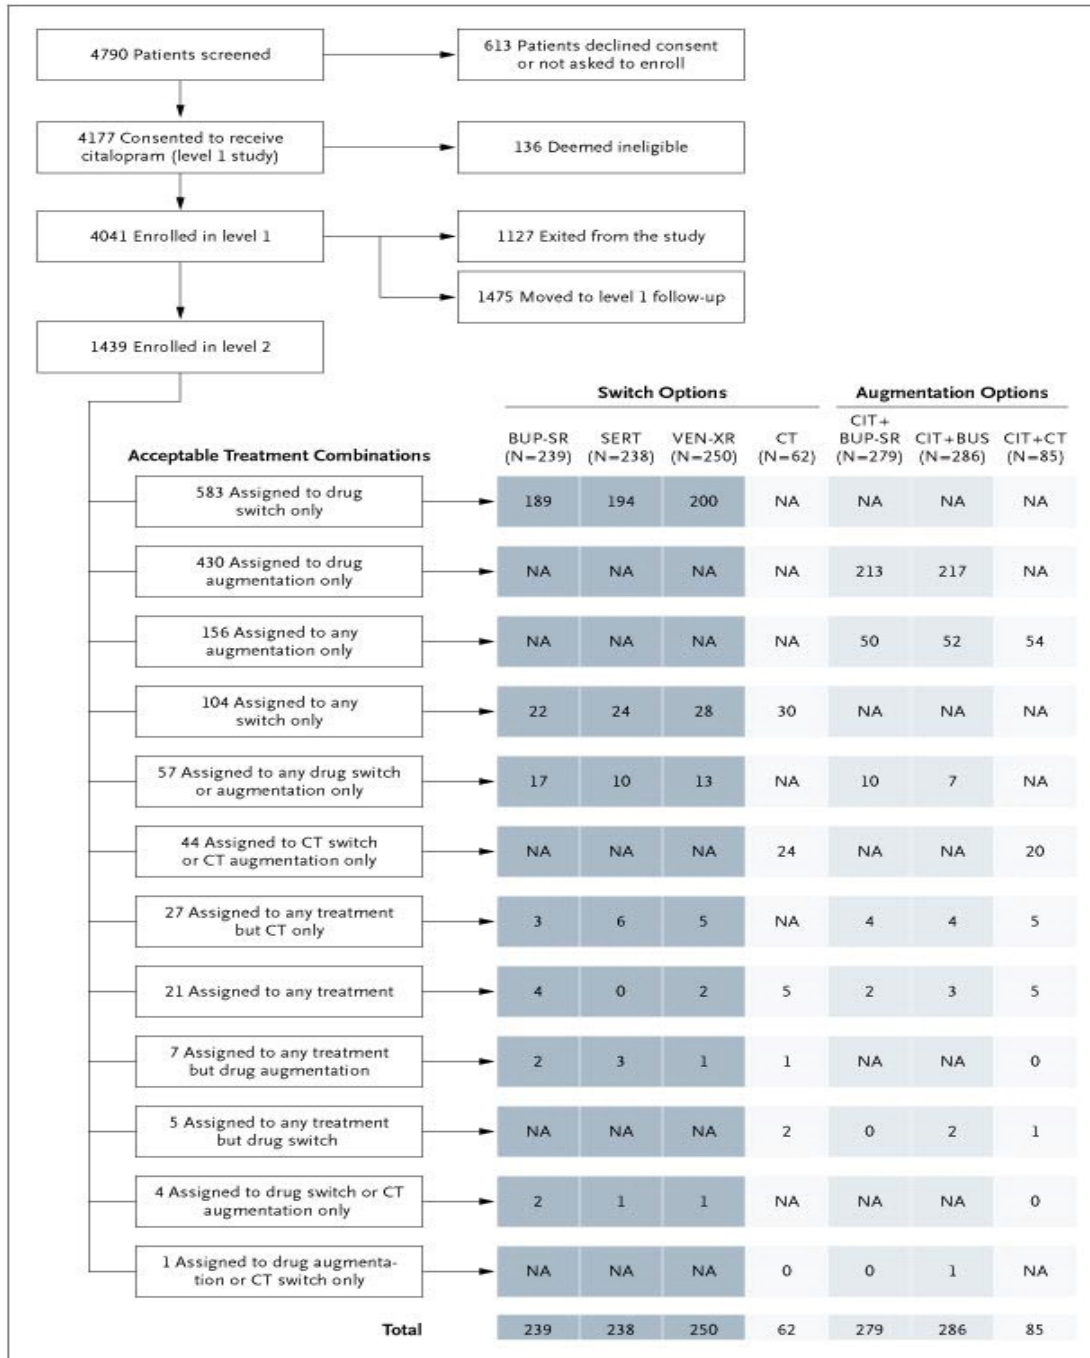 4790 Patients screened
613 Patients declined consent
or not asked to enroll
4177 Consented to receive
citalopram (level 1 study)
136 Deemed ineligible
4041 Enrolled in level 1
1127 Exited from the study
1475 Moved to level 1 follow-up
1439 Enrolled in level 2
Switch Options
Augmentation Options
Acceptable Treatment Combinations
BUP-SR
(N=239)
SERT
(N=238)
VEN-XR
(N=250)
CT
(N=62)
CIT+
BUP-SR
(N=279)
CIT+BUS
(N=286)
CIT+CT
(N=85)
583 Assigned to drug
switch only
189 194 200 NA NA NA NA
430 Assigned to drug
augmentation only
NA NA NA NA 213 217 NA
156 Assigned to any
augmentation only
NA NA NA NA 50 52 54
104 Assigned to any
switch only
22 24 28 30 NA NA NA
57 Assigned to any drug switch
or augmentation only
17 10 13 NA 10 7 NA
44 Assigned to CT switch
or CT augmentation only
NA NA NA 24 NA NA 20
27 Assigned to any treatment
but CT only
3 6 5 NA 4 4 5
21 Assigned to any treatment
4 0 2 5 2 3 5
7 Assigned to any treatment
but drug augmentation
2 3 1 1 NA NA 0
5 Assigned to any treatment
but drug switch
NA NA NA 2 0 2 1
4 Assigned to drug switch or CT
augmentation only
2 1 1 NA NA NA 0
1 Assigned to drug augmenta-
tion or CT switch only
NA NA NA 0 0 1 NA
Total 239 238 250 62 279 286 85